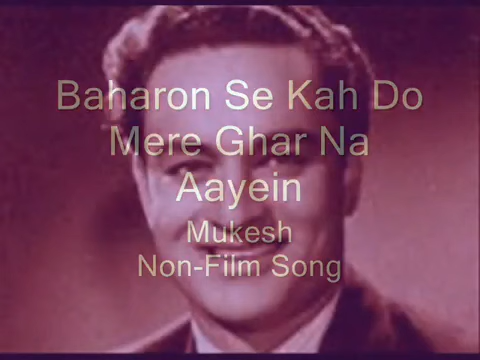 Baharon Se Kah Do
Mere Ghar Na
Aayein
Mukesh
Non-Film Song